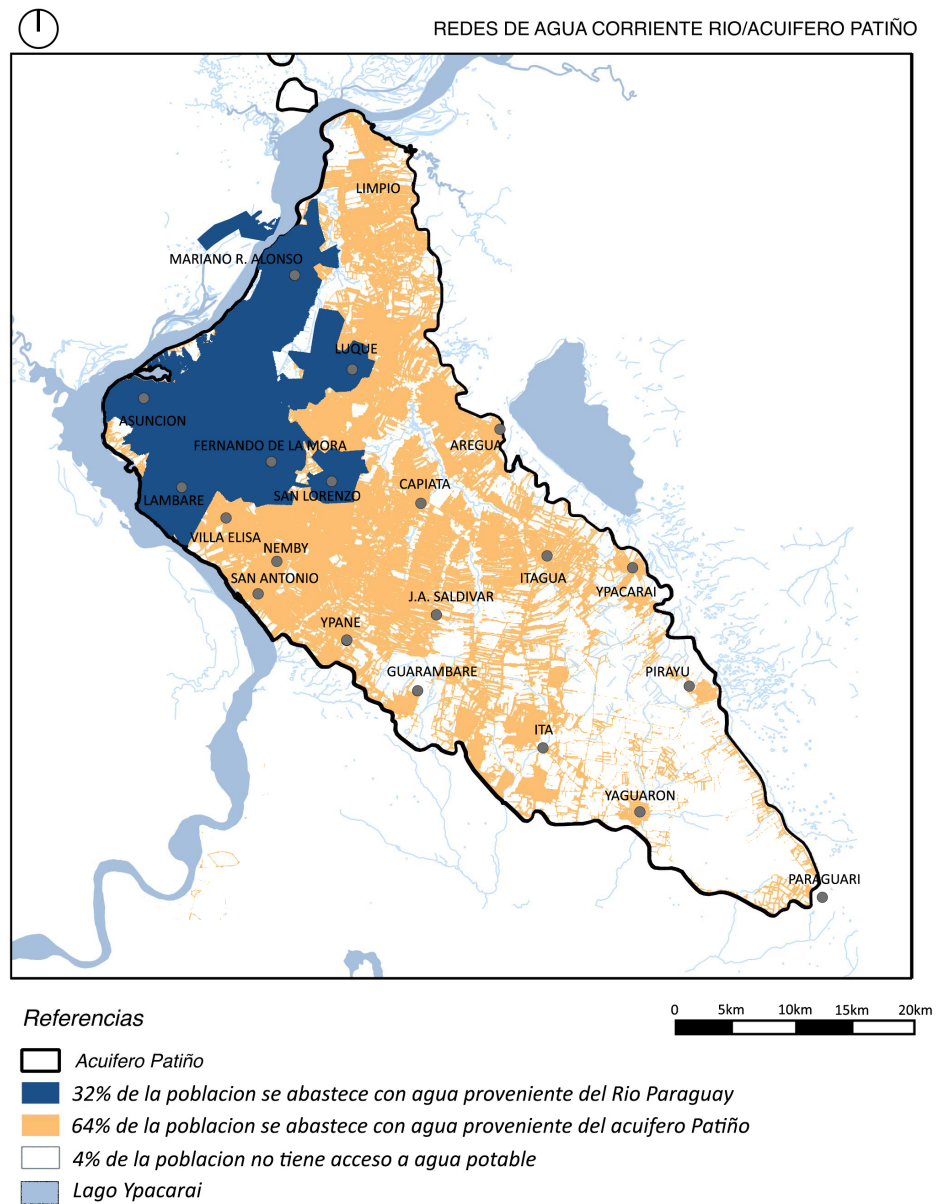 REDES DE AGUA CORRIENTE RIO/ACUIFERO PATIÑO
LIMPIO
MARIANO R. ALONSO
LUQUE
ASUNCION
FERNANDO DE LA MORA
AREGUA
LAMBARE
SAN LORENZO
CAPIATA
VILLA ELISA
NEMBY
SAN ANTONIO
ITAGUA
YPACARAI
J.A. SALDIVAR
YPANE
GUARAMBARE
PIRAYU
ITA
YAGUARON
PARAGUARI
Referencias
0 5km 10km 15km 20km
Acuifero Patiño
32% de la poblacion se abastece con agua proveniente del Rio Paraguay
64% de la poblacion se abastece con agua proveniente del acuifero Patiño
4% de la poblacion no tiene acceso a agua potable
Lago Ypacarai